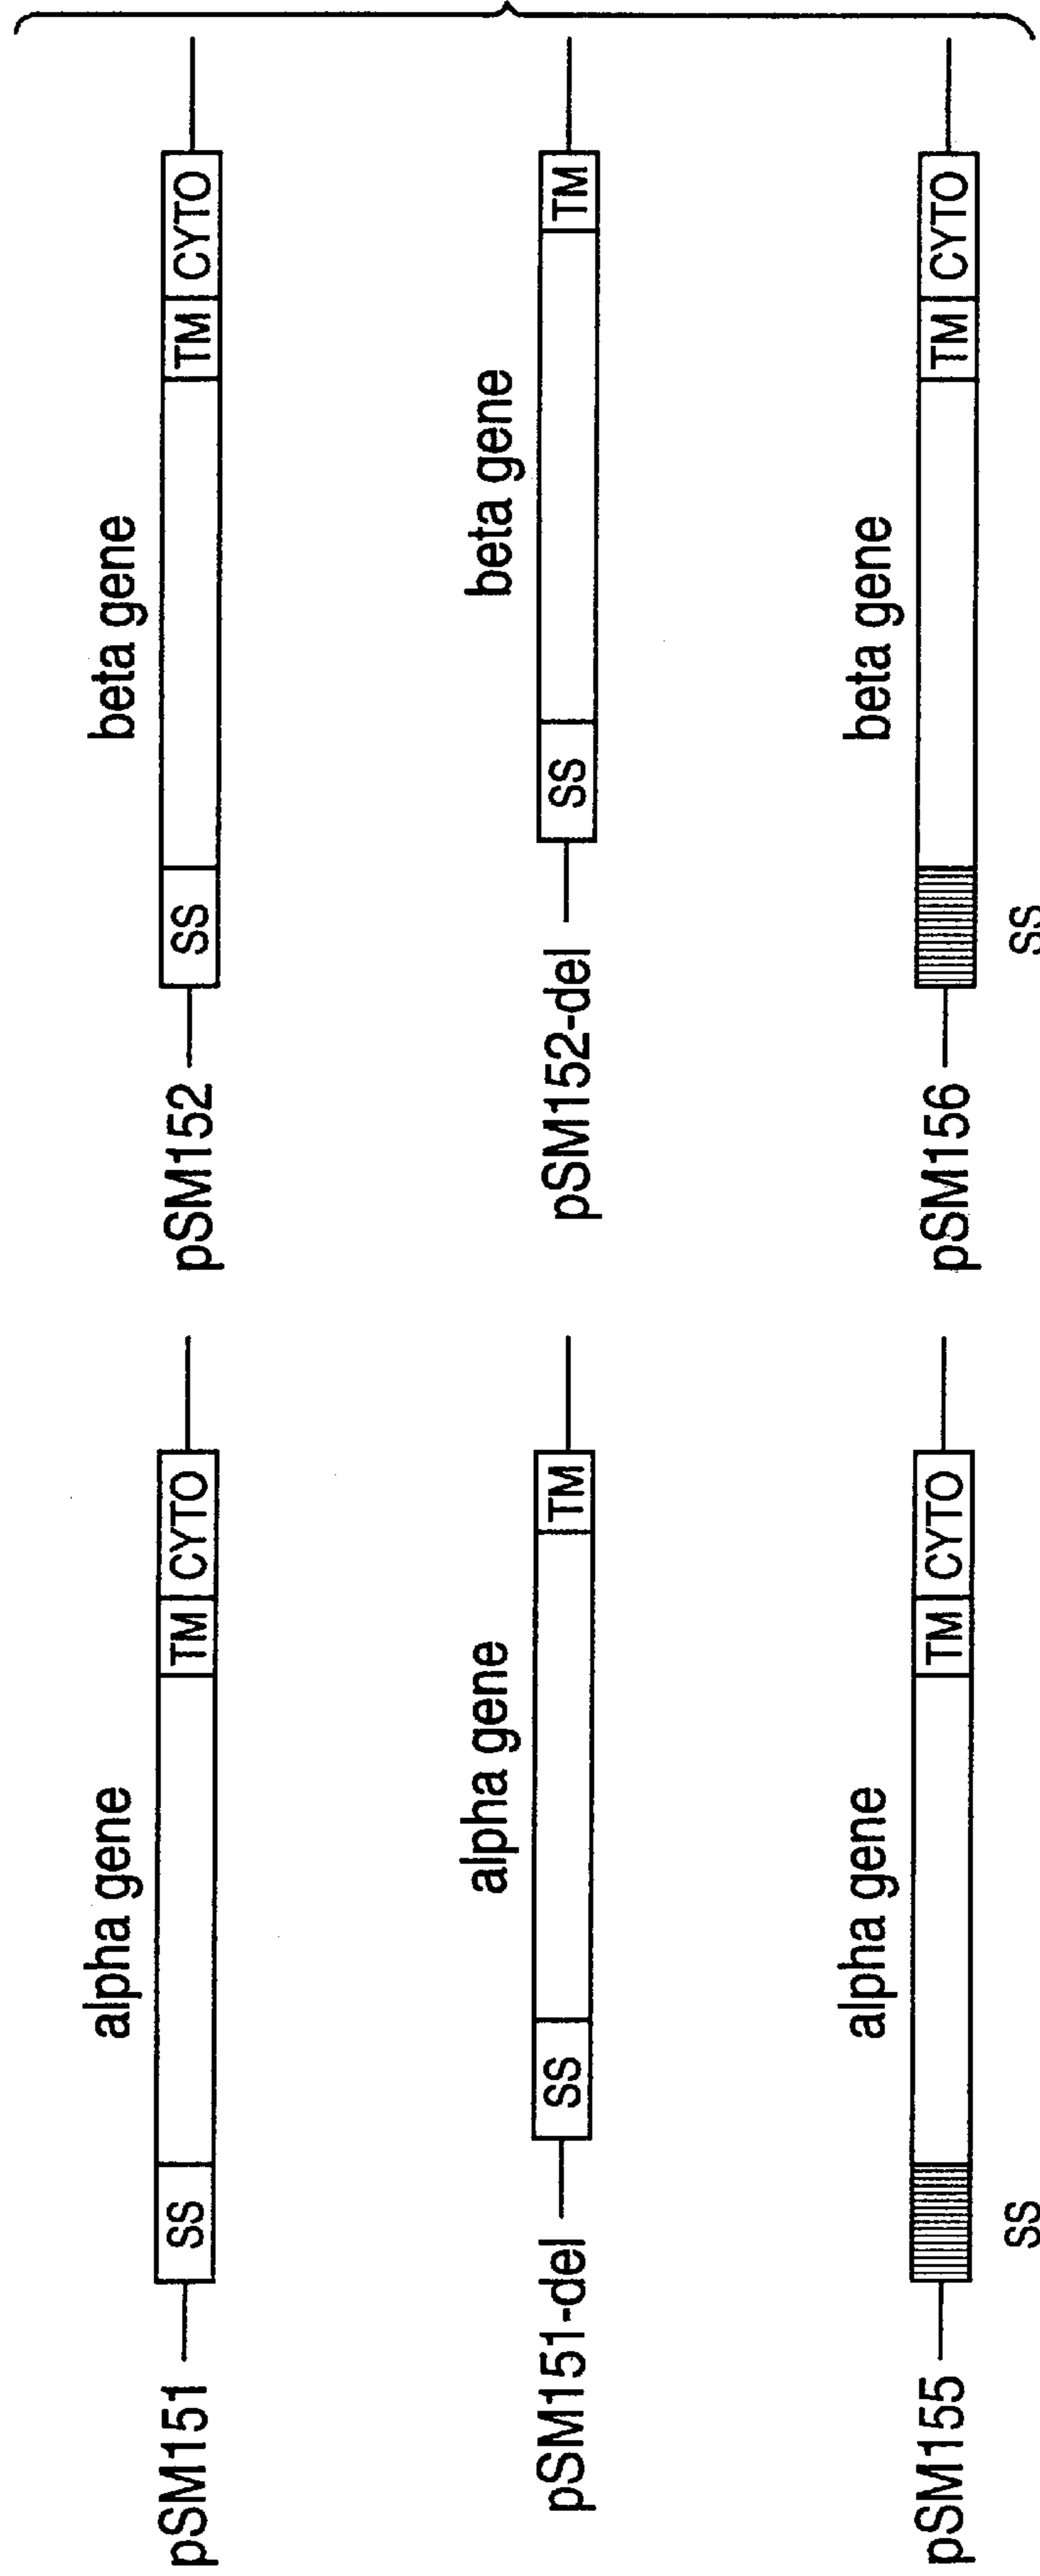 alpha gene
beta gene
pSM151 SS TM CYTO
pSM152 SS TM CYTO
alpha gene
beta gene
pSM151-del SS TM
pSM152-del SS TM
alpha gene
beta gene
pSM155 TM CYTO
pSM156 TM CYTO
SS
SS